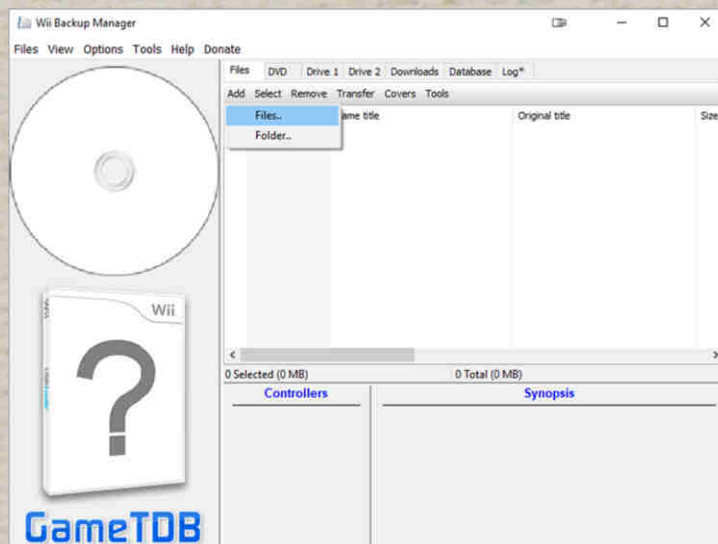 Wii Backup Manager
Files View Options Tools Help Donate
Files DVD Drive 1 Drive 2 Downloads Database Log*
Add Select Remove Transfer Covers Tools
Files..
Folder..
ame title
Original title
Size
Wii
0 Selected (0 MB)
0 Total (0 MB)
Controllers
Synopsis
GameTDB